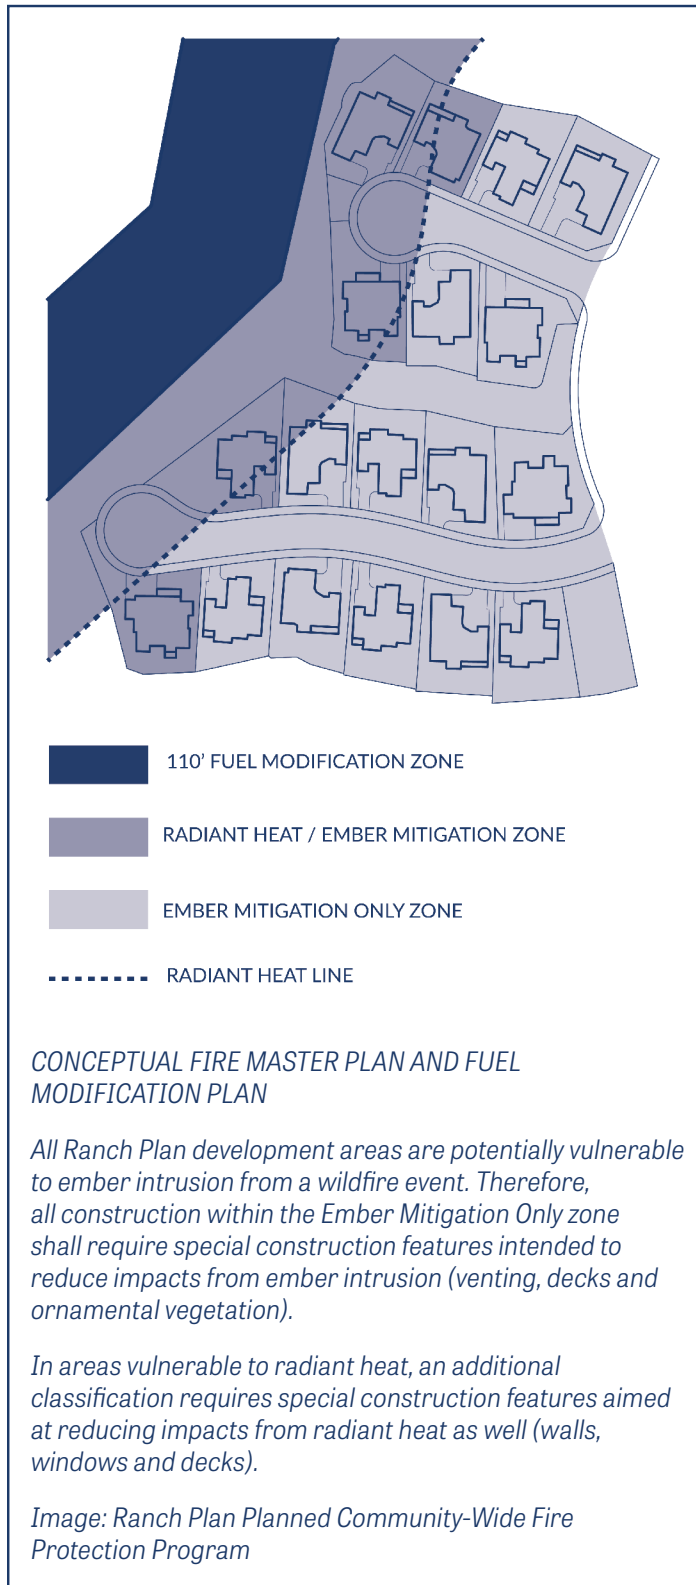 110' FUEL MODIFICATION ZONE
RADIANT HEAT / EMBER MITIGATION ZONE
EMBER MITIGATION ONLY ZONE
RADIANT HEAT LINE
CONCEPTUAL FIRE MASTER PLAN AND FUEL
MODIFICATION PLAN
All Ranch Plan development areas are potentially vulnerable
to ember intrusion from a wildfire event. Therefore,
all construction within the Ember Mitigation Only zone
shall require special construction features intended to
reduce impacts from ember intrusion (venting, decks and
ornamental vegetation).
In areas vulnerable to radiant heat, an additional
classification requires special construction features aimed
at reducing impacts from radiant heat as well (walls,
windows and decks).
Image: Ranch Plan Planned Community-Wide Fire
Protection Program